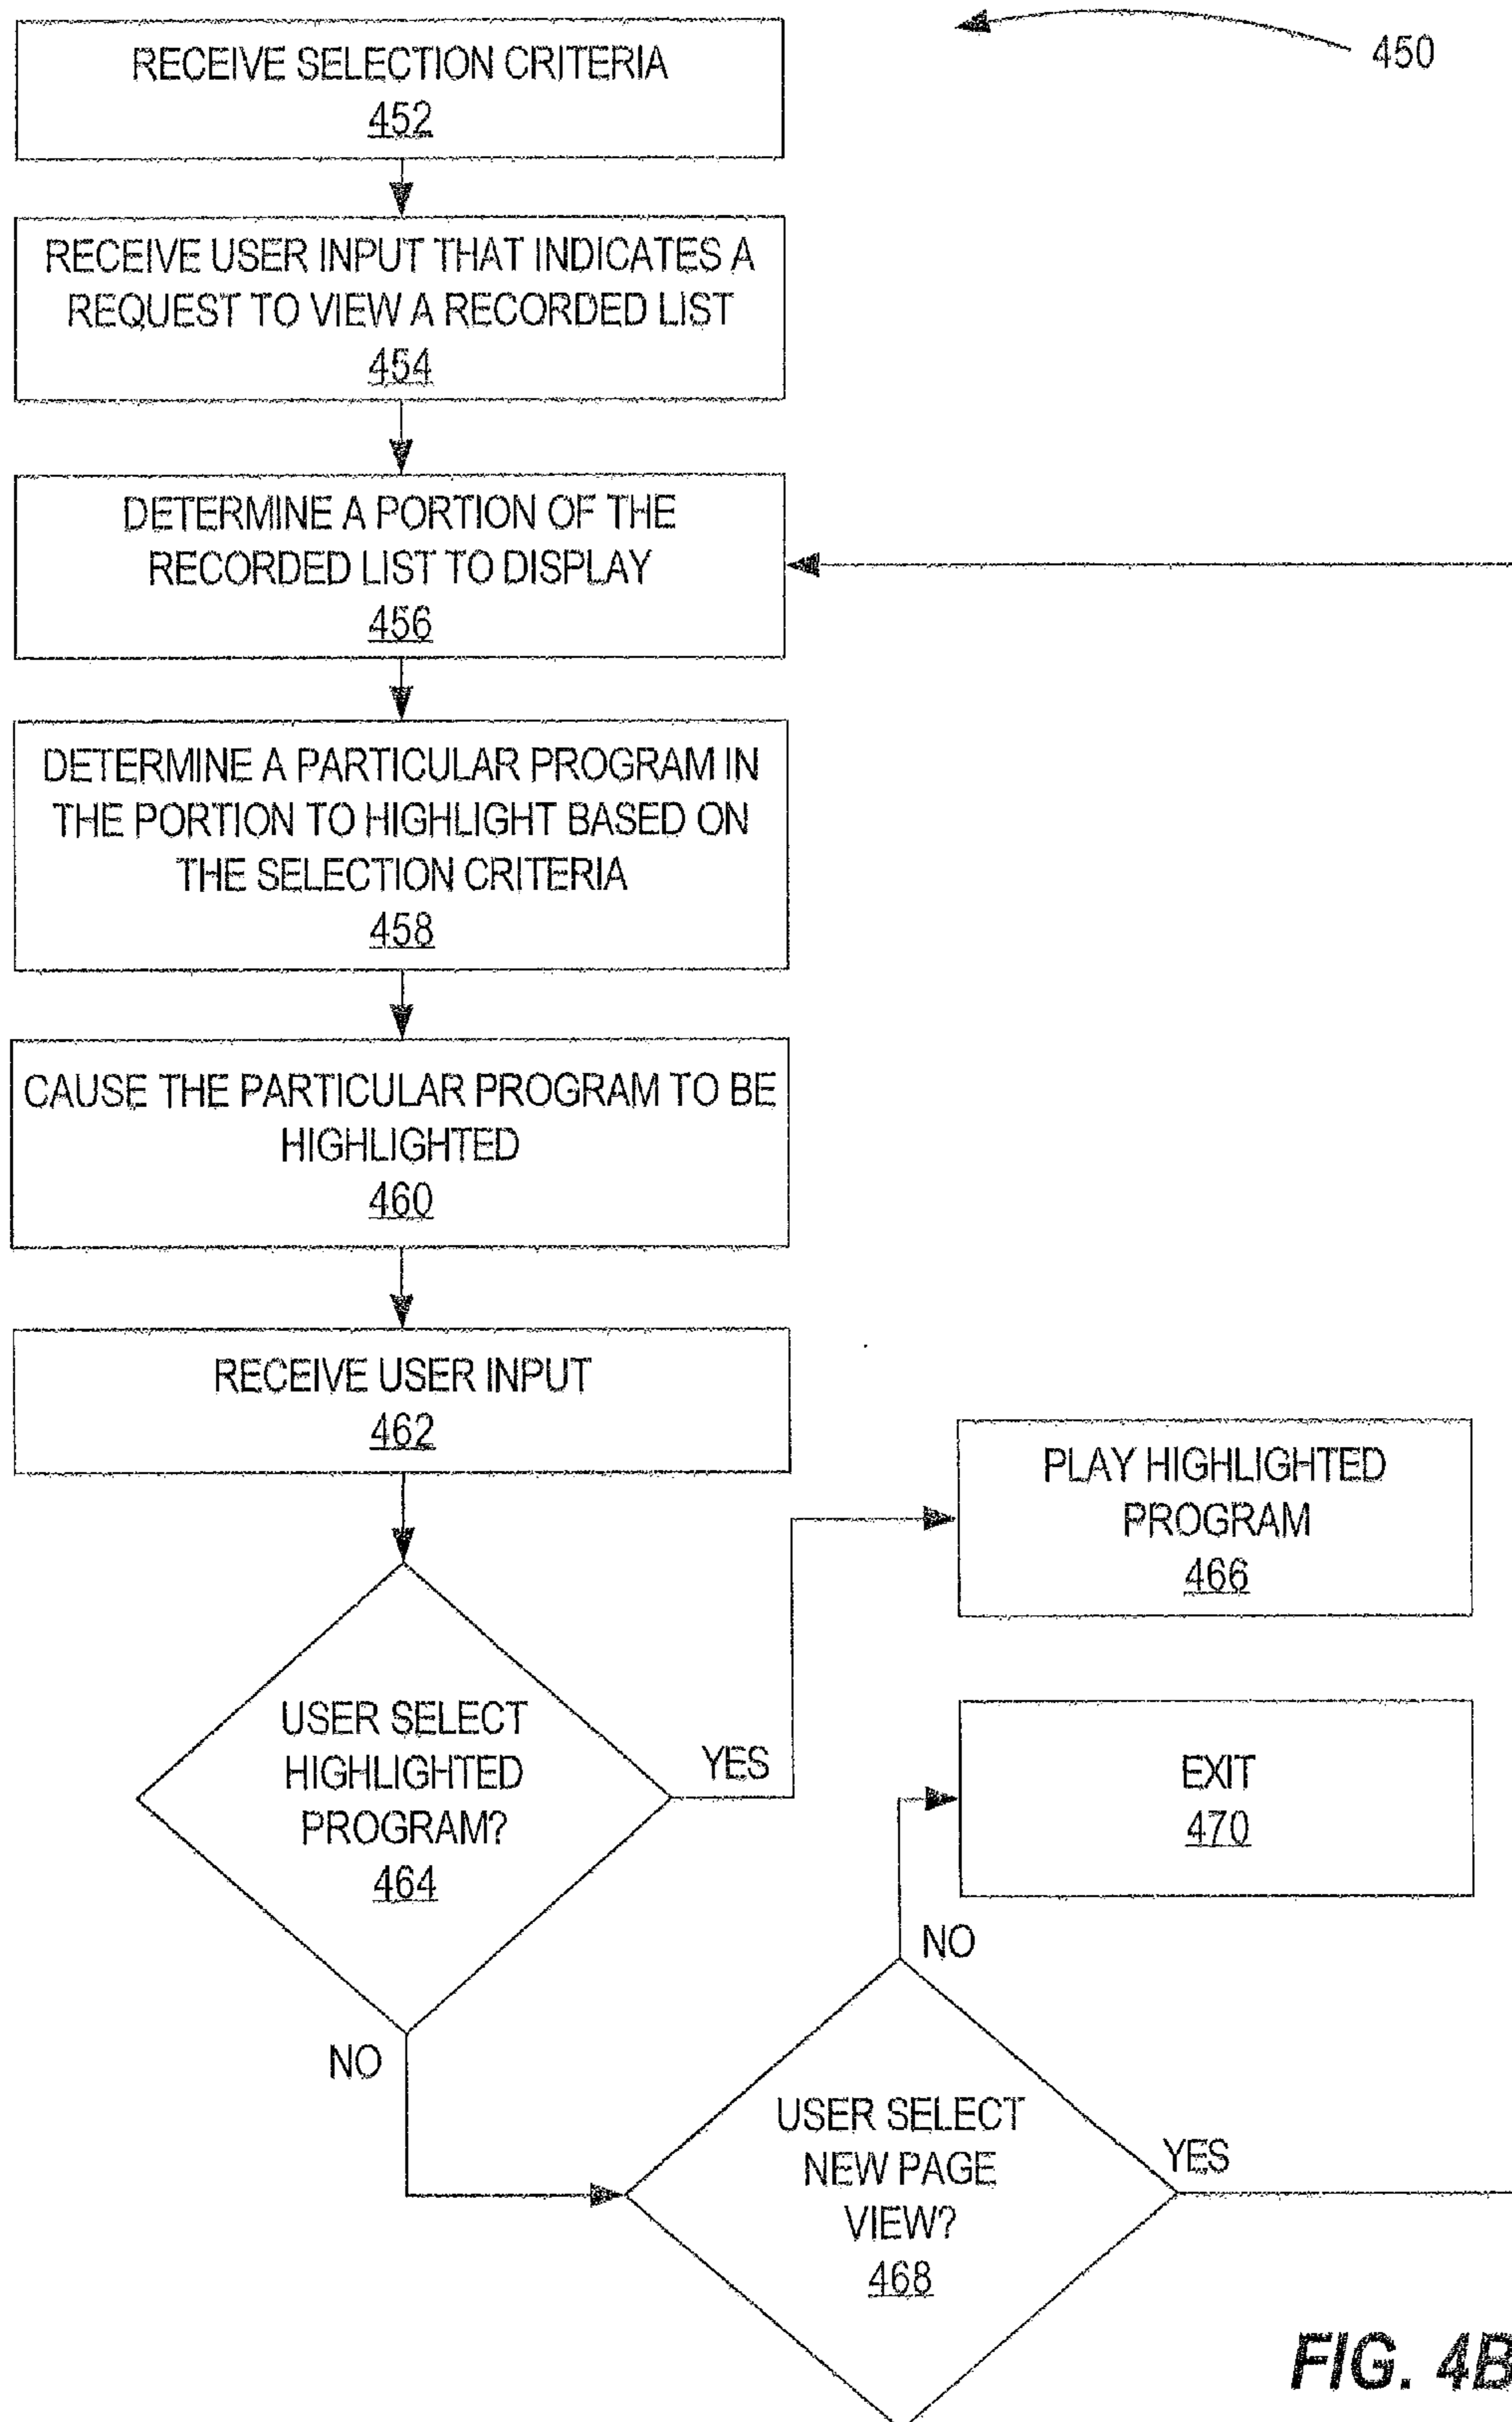 450
RECEIVE SELECTION CRITERIA
452
RECEIVE USER INPUT THAT INDICATES A
REQUEST TO VIEW A RECORDED LIST
454
DETERMINE A PORTION OF THE
RECORDED LIST TO DISPLAY
456
DETERMINE A PARTICULAR PROGRAM IN
THE PORTION TO HIGHLIGHT BASED ON
THE SELECTION CRITERIA
458
CAUSE THE PARTICULAR PROGRAM TO BE
HIGHLIGHTED
460
RECEIVE USER INPUT
462
USER SELECT
HIGHLIGHTED
PROGRAM?
464
YES
PLAY HIGHLIGHTED
PROGRAM
466
NO
USER SELECT
NEW PAGE
VIEW?
468
NO
EXIT
470
YES
FIG. 4B